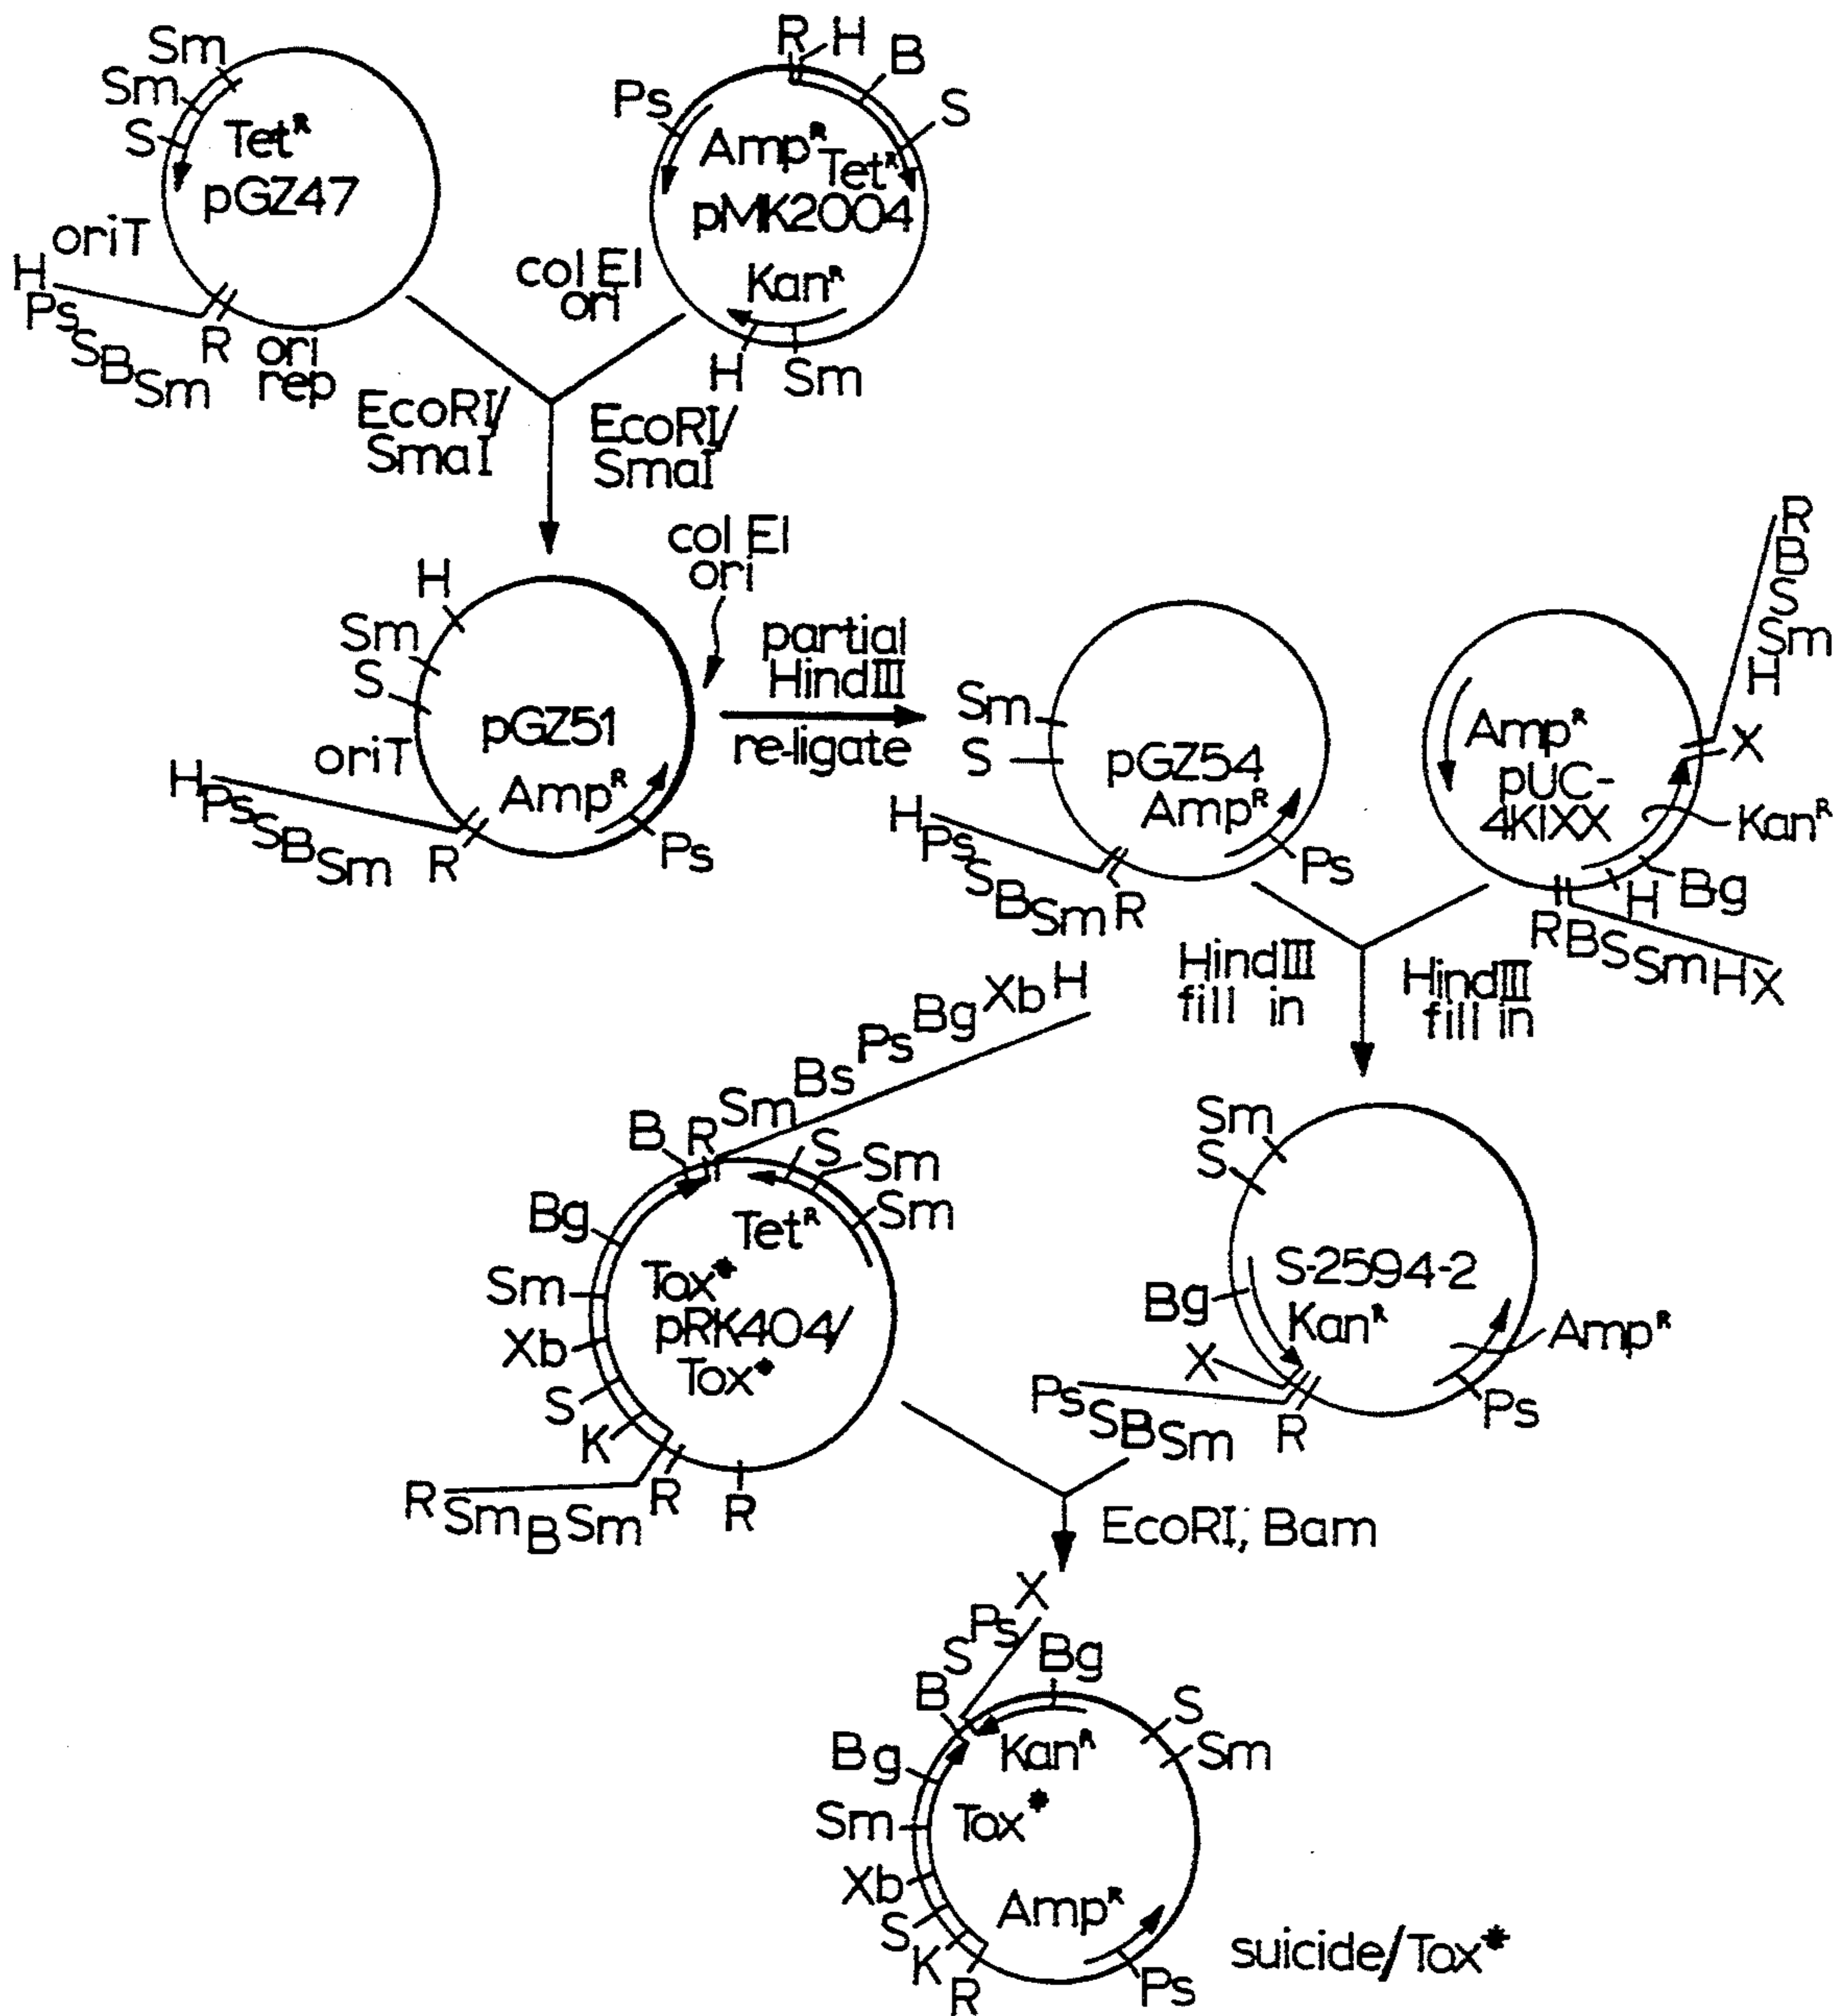 Sm
Sm
S
Tet^R
pGZ47
oriT
H
Ps
S
B
Sm
R
ori
rep
EcoRI/
SmaI
R
H
B
S
Ps
Amp^R
Tet^R
pMK2004
col EI
ori
Kan^R
H
Sm
EcoRI/
SmaI
H
Sm
S
col EI
ori
pGZ51
oriT
Amp^R
H
Ps
S
B
Sm
R
Ps
partial
HindIII
re-ligate
Sm
S
pGZ54
Amp^R
H
Ps
S
B
Sm
R
Ps
R
B
S
Sm
H
X
Amp^R
pUC-
4KIXX
Kan^R
Bg
H
R
B
S
Sm
H
X
HindIII
fill in
HindIII
fill in
B
R
Sm
Bs
Ps
Bg
Xb
H
S
Sm
Sm
Bg
Sm
Xb
S
K
R
Sm
B
Sm
R
R
Tet^R
Tox*
pRK404/
Tox*
Sm
S
S-2594-2
Bg
Kan^R
Amp^R
X
Ps
S
B
Sm
R
Ps
EcoRI; Bam
X
Ps
S
B
Bg
S
Sm
Kan^R
Bg
Sm
Tox*
Xb
S
K
R
Amp^R
Ps
suicide/Tox*